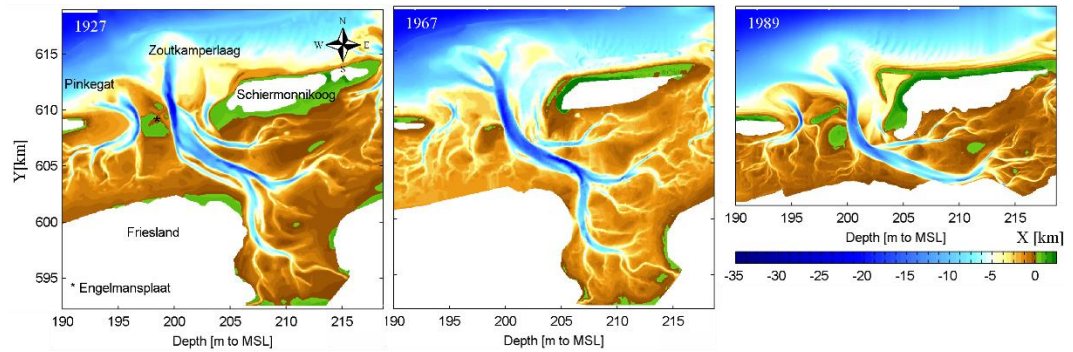 1927
1967
1989
N
W E
S
Zoutkamperlaag
Pinkegat
Schiermonnikoog
Friesland
* Engelmansplaat
*
Y[km]
615
610
605
600
595
190 195 200 205 210 215
Depth [m to MSL]
190 195 200 205 210 215
Depth [m to MSL]
190 195 200 205 210 215
Depth [m to MSL]
X [km]
-35 -30 -25 -20 -15 -10 -5 0